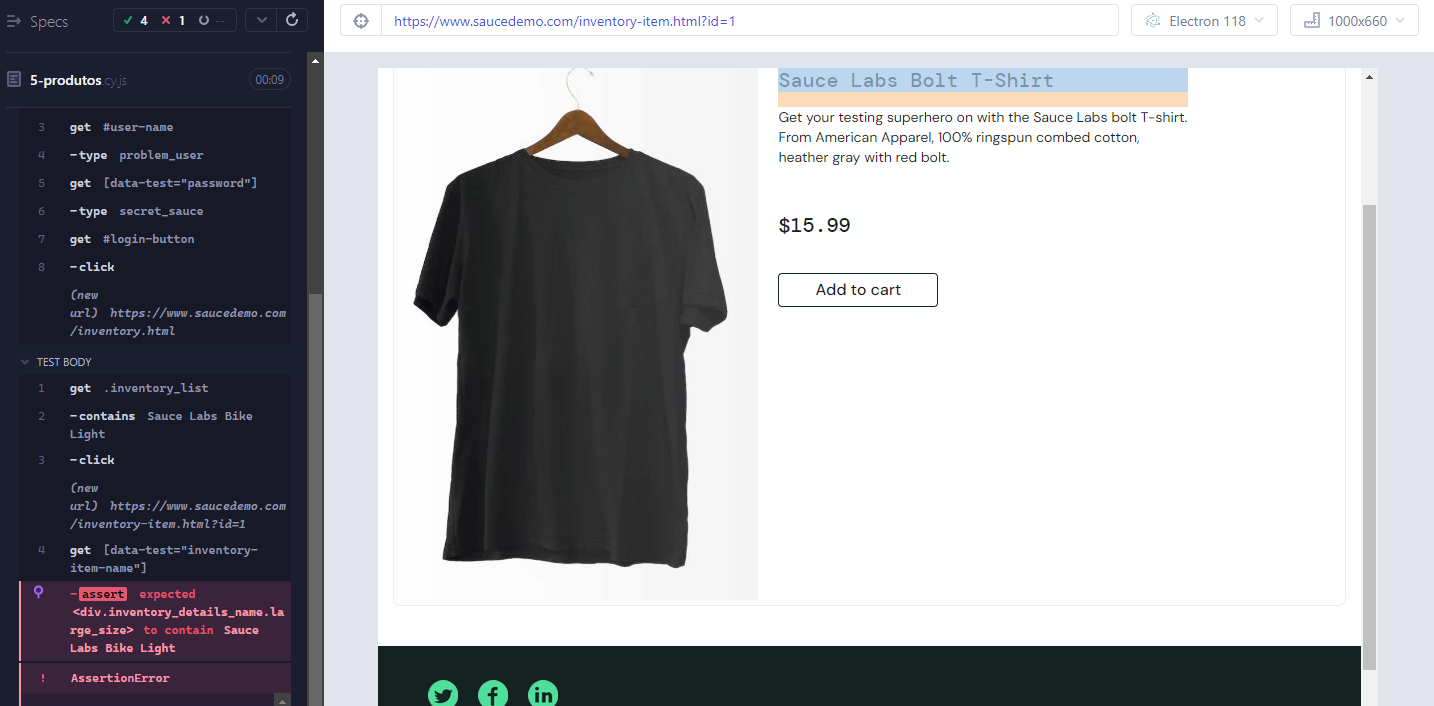 Specs
4 1 --
https://www.saucedemo.com/inventory-item.html?id=1
Electron 118
1000x660
5-produtos.cy.js
00:09
3 get #user-name
4 -type problem_user
5 get [data-test="password"]
6 -type secret_sauce
7 get #login-button
8 -click
(new
url) https://www.saucedemo.com
/inventory.html
TEST BODY
1 get .inventory_list
2 -contains Sauce Labs Bike
Light
3 -click
(new
url) https://www.saucedemo.com
/inventory-item.html?id=1
4 get [data-test="inventory-
item-name"]
-assert expected
<div.inventory_details_name.la
rge_size> to contain Sauce
Labs Bike Light
! AssertionError
Sauce Labs Bolt T-Shirt
Get your testing superhero on with the Sauce Labs bolt T-shirt.
From American Apparel, 100% ringspun combed cotton,
heather gray with red bolt.
$15.99
Add to cart
f
in